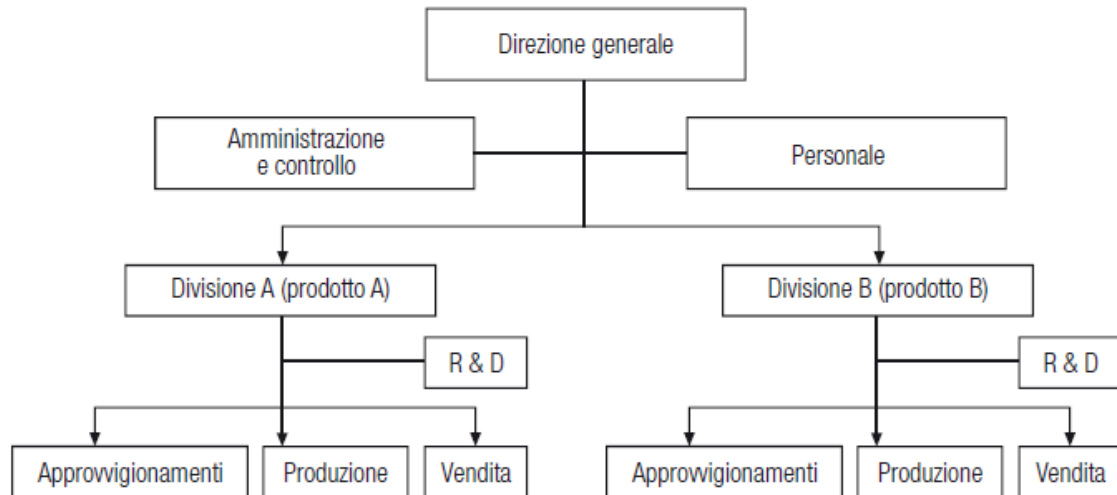 Direzione generale
Amministrazione
e controllo
Personale
Divisione A (prodotto A)
Divisione B (prodotto B)
R & D
R & D
Approvvigionamenti
Produzione
Vendita
Approvvigionamenti
Produzione
Vendita